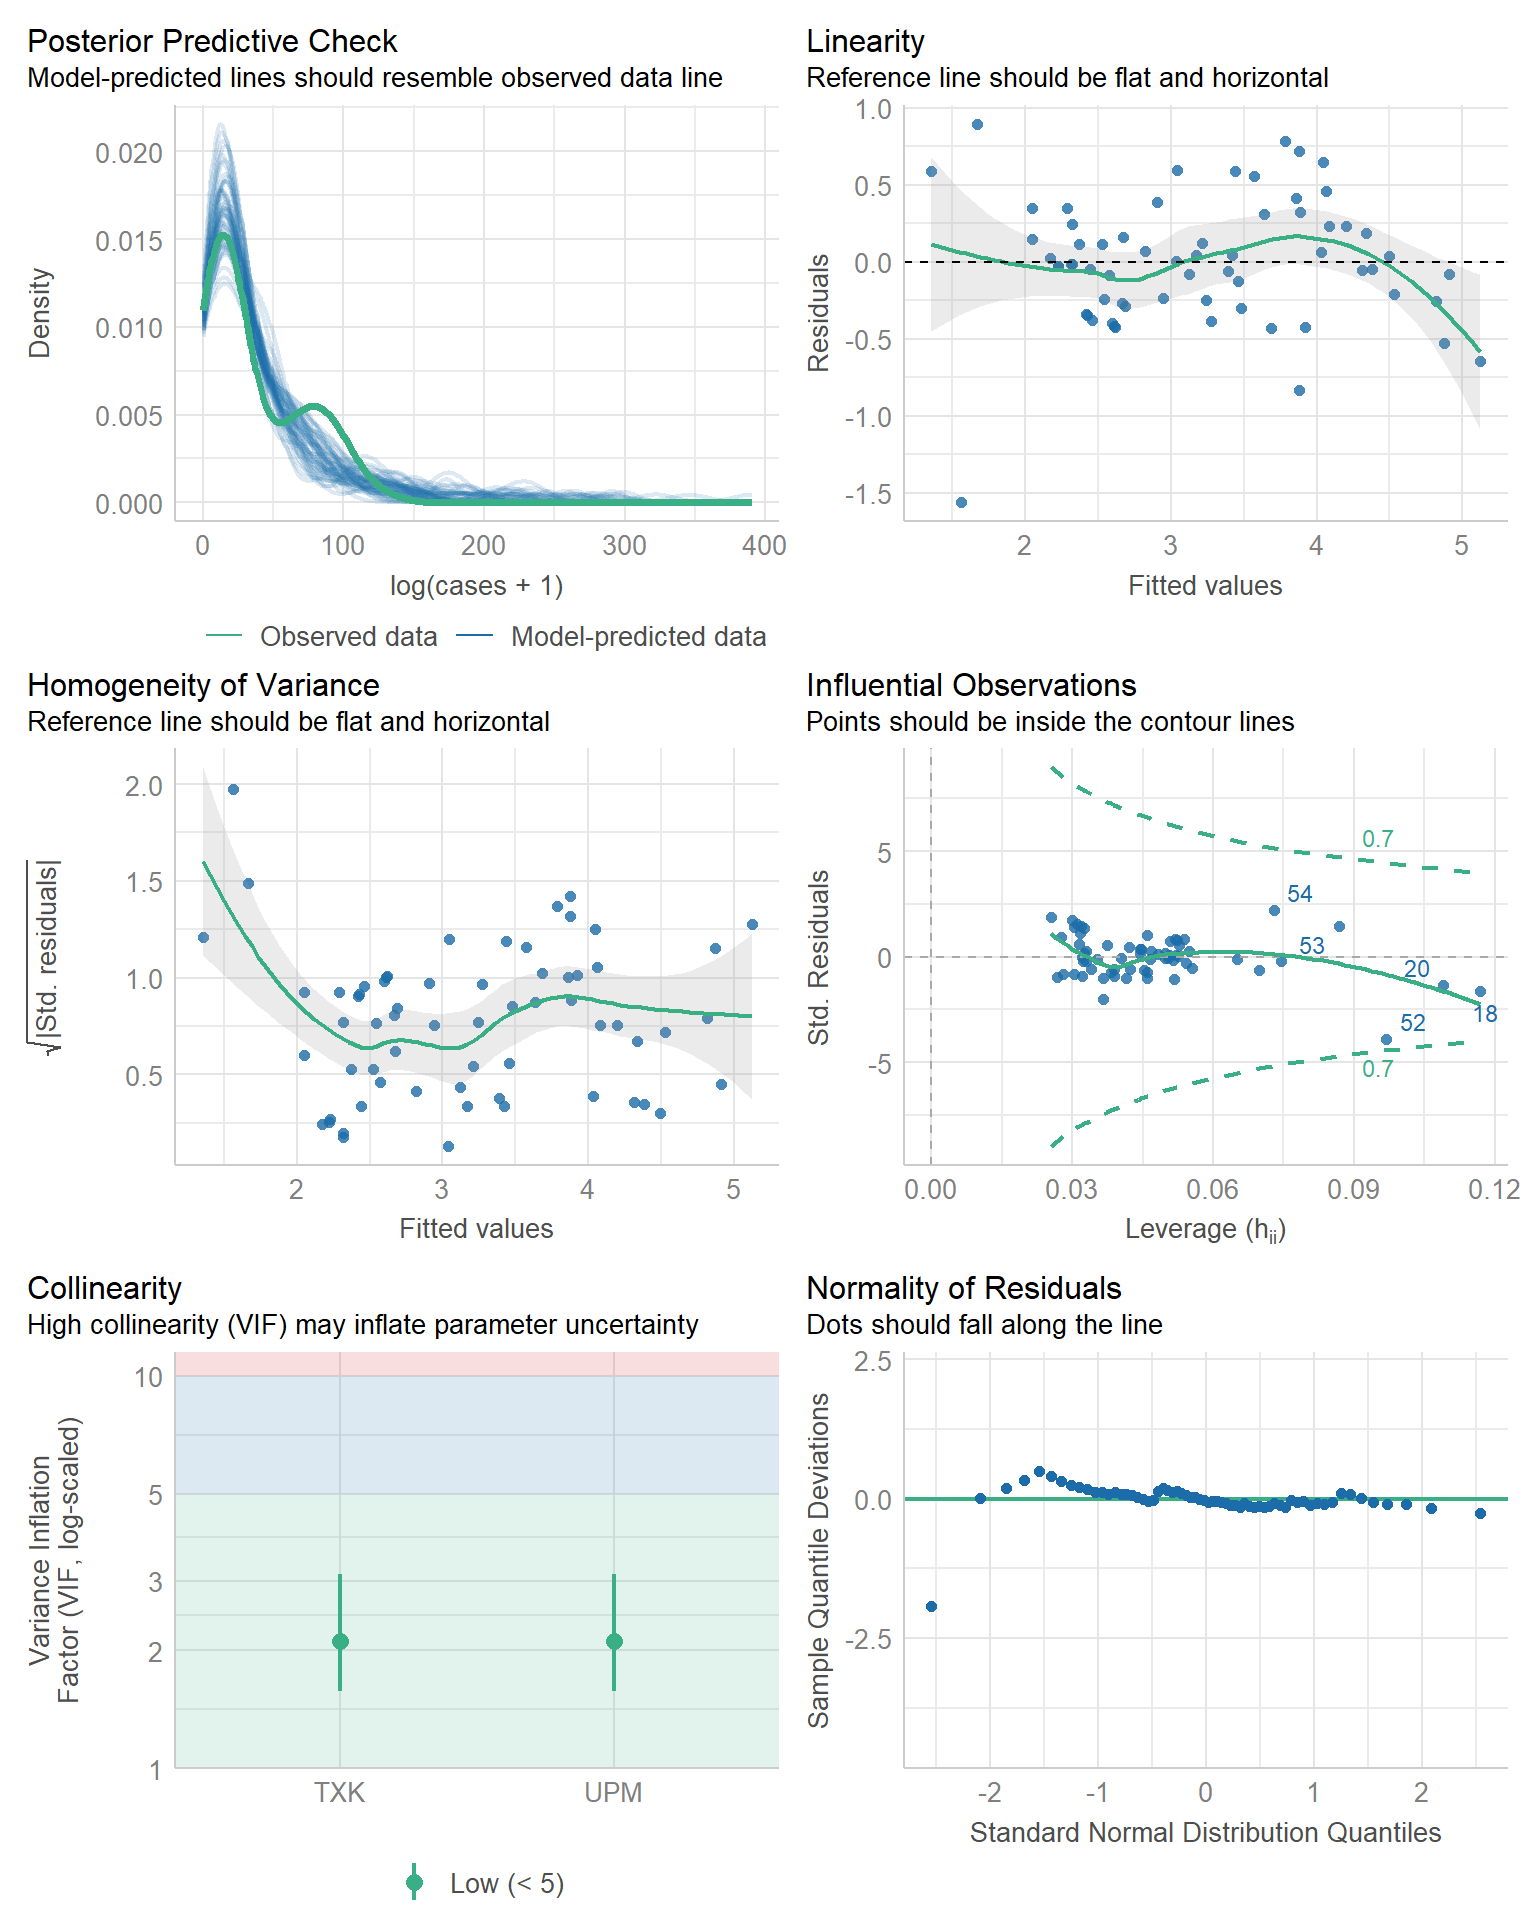 Posterior Predictive Check
Model-predicted lines should resemble observed data line
Density
0.020
0.015
0.010
0.005
0.000
0 100 200 300 400
log(cases + 1)
Observed data Model-predicted data
Linearity
Reference line should be flat and horizontal
Residuals
1.0
0.5
0.0
-0.5
-1.0
-1.5
2 3 4 5
Fitted values
Homogeneity of Variance
Reference line should be flat and horizontal
√|Std. residuals|
2.0
1.5
1.0
0.5
2 3 4 5
Fitted values
Influential Observations
Points should be inside the contour lines
Std. Residuals
5
0
-5
0.7
54
53
20
18
52
0.7
0.00 0.03 0.06 0.09 0.12
Leverage (hii)
Collinearity
High collinearity (VIF) may inflate parameter uncertainty
Variance Inflation
Factor (VIF, log-scaled)
10
5
3
2
1
TXK UPM
Low (< 5)
Normality of Residuals
Dots should fall along the line
Sample Quantile Deviations
2.5
0.0
-2.5
-2 -1 0 1 2
Standard Normal Distribution Quantiles